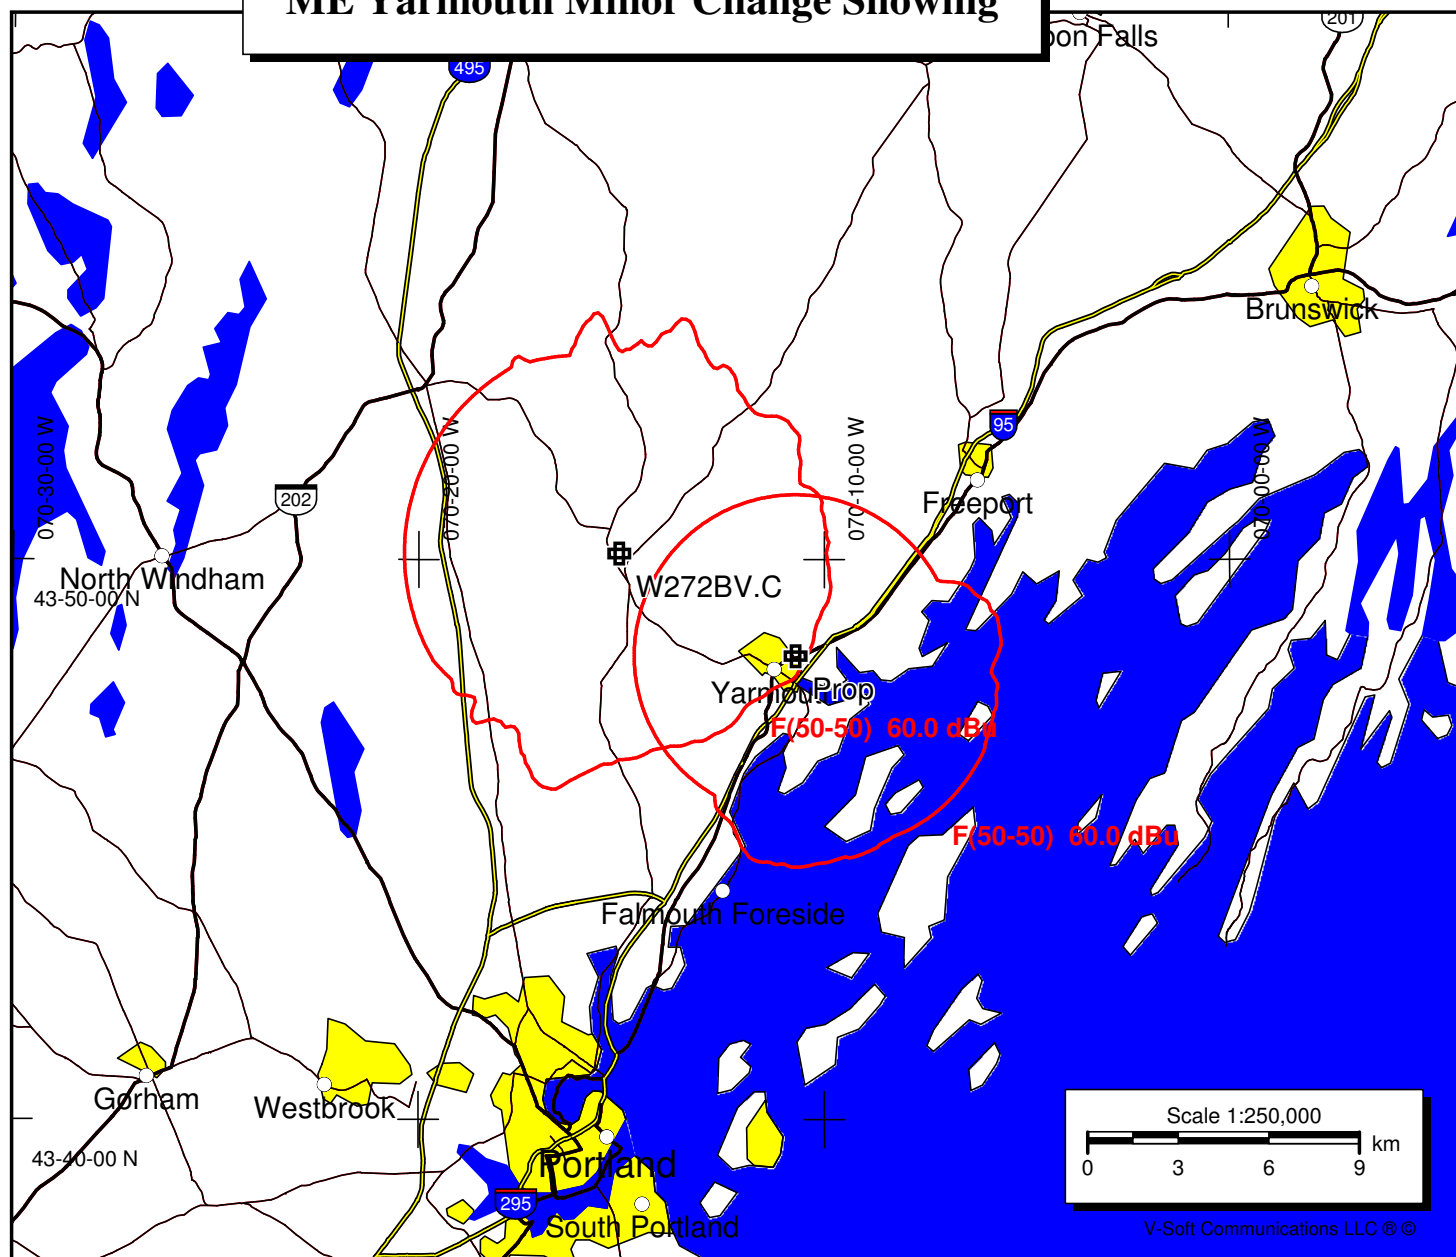 ME Yarmouth Minor Change Showing
201
Falls
495
Brunswick
95
070-30-00 W
070-20-00 W
070-10-00 W
070-00-00 W
202
Freeport
North Windham
43-50-00 N
W272BV.C
Prop
F(50-50) 60.0 dBu
F(50-50) 60.0 dBu
Falmouth Foreside
Gorham
Westbrook
Scale 1:250,000
km
0 3 6 9
43-40-00 N
Portland
295
South Portland
V-Soft Communications LLC ® ©